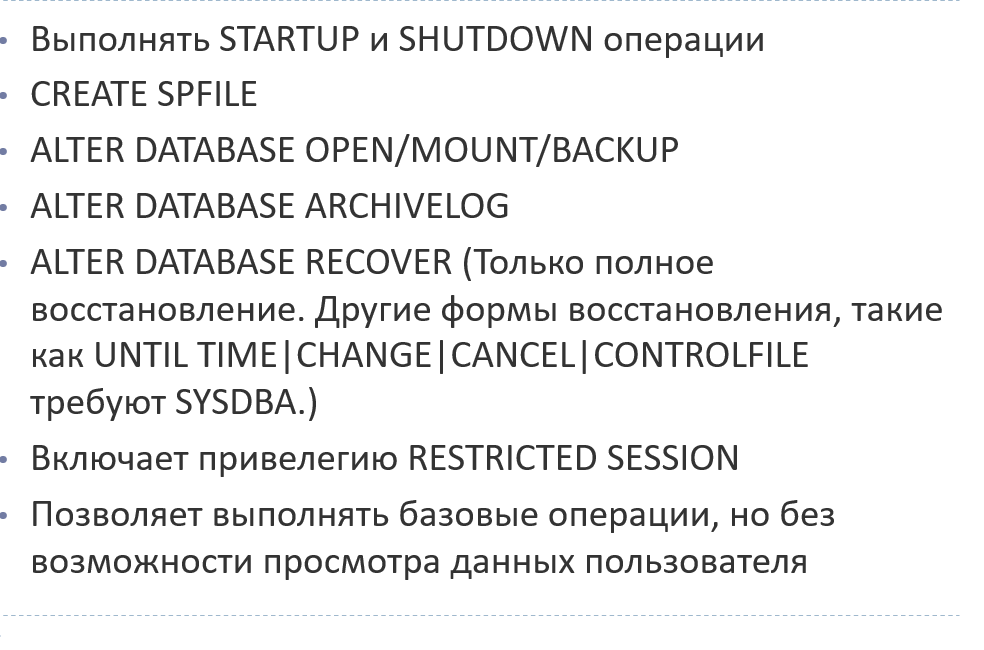 • Выполнять STARTUP и SHUTDOWN операции
• CREATE SPFILE
• ALTER DATABASE OPEN/MOUNT/BACKUP
• ALTER DATABASE ARCHIVELOG
• ALTER DATABASE RECOVER (Только полное
восстановление. Другие формы восстановления, такие
как UNTIL TIME|CHANGE|CANCEL|CONTROLFILE
требуют SYSDBA.)
• Включает привелегию RESTRICTED SESSION
• Позволяет выполнять базовые операции, но без
возможности просмотра данных пользователя